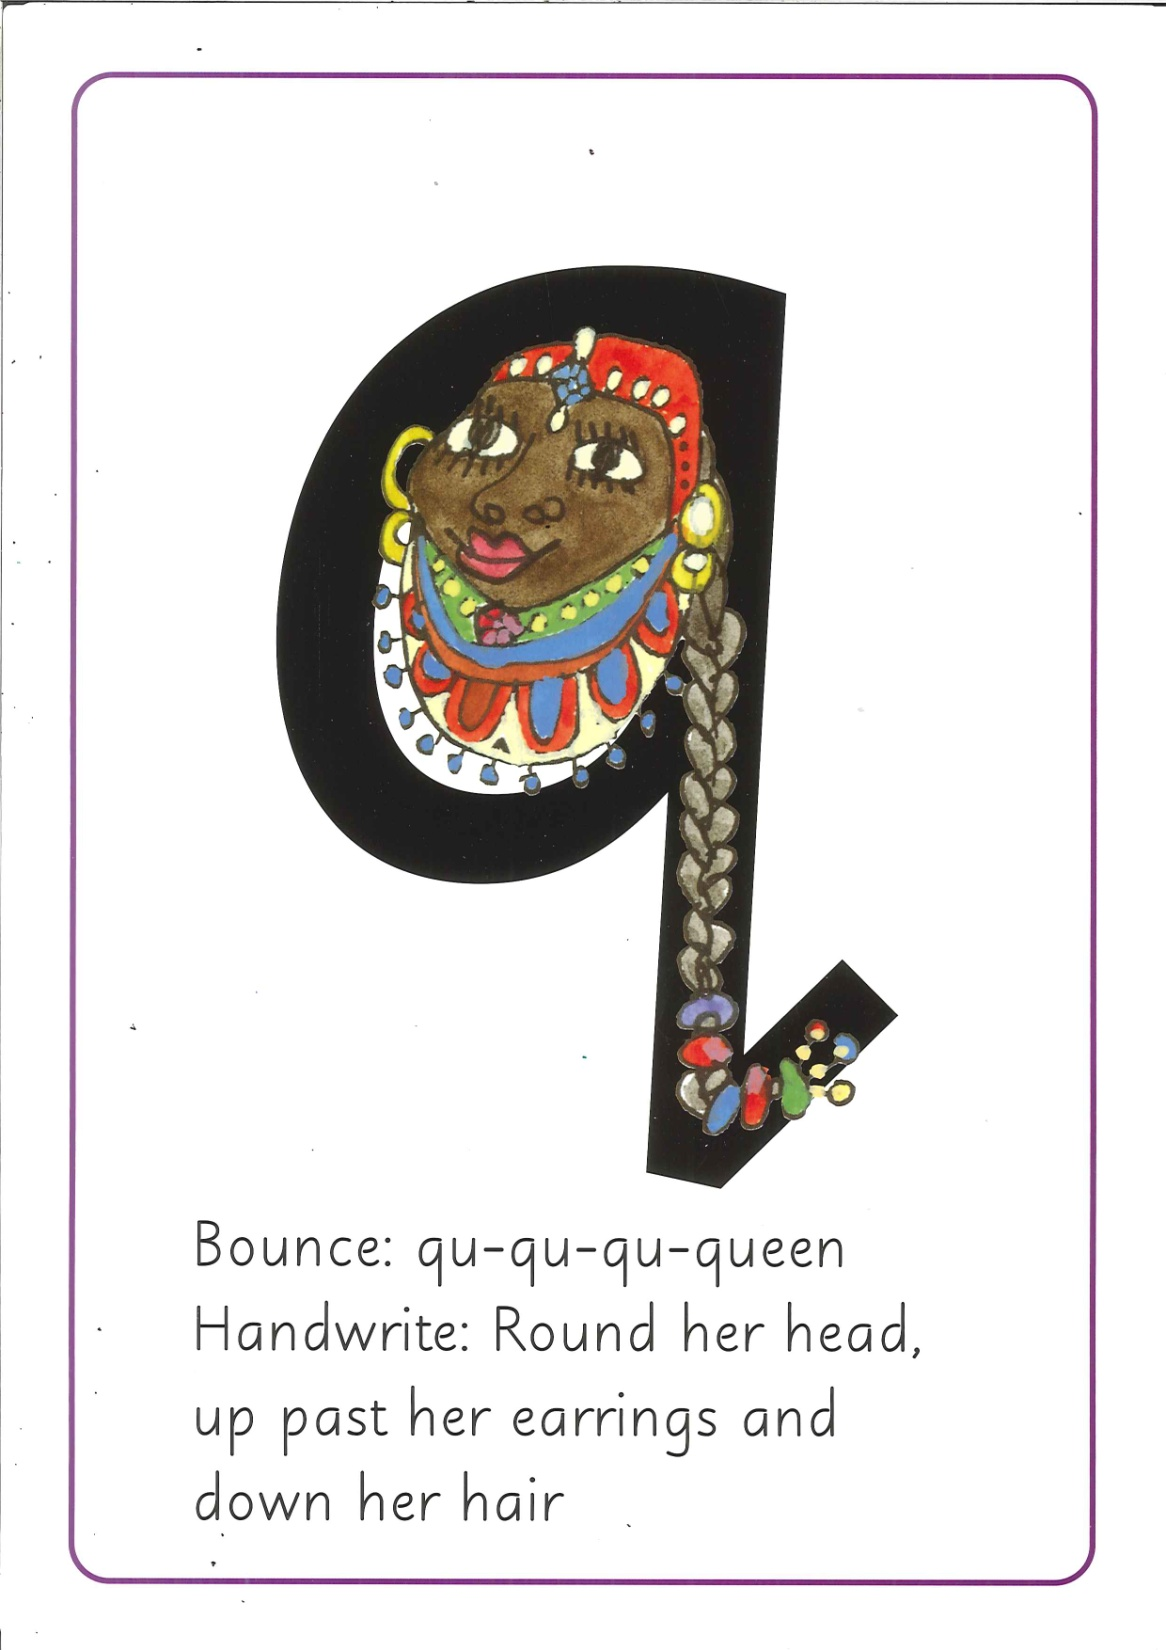 q
Bounce: qu-qu-qu-queen
Handwrite: Round her head,
up past her earrings and
down her hair